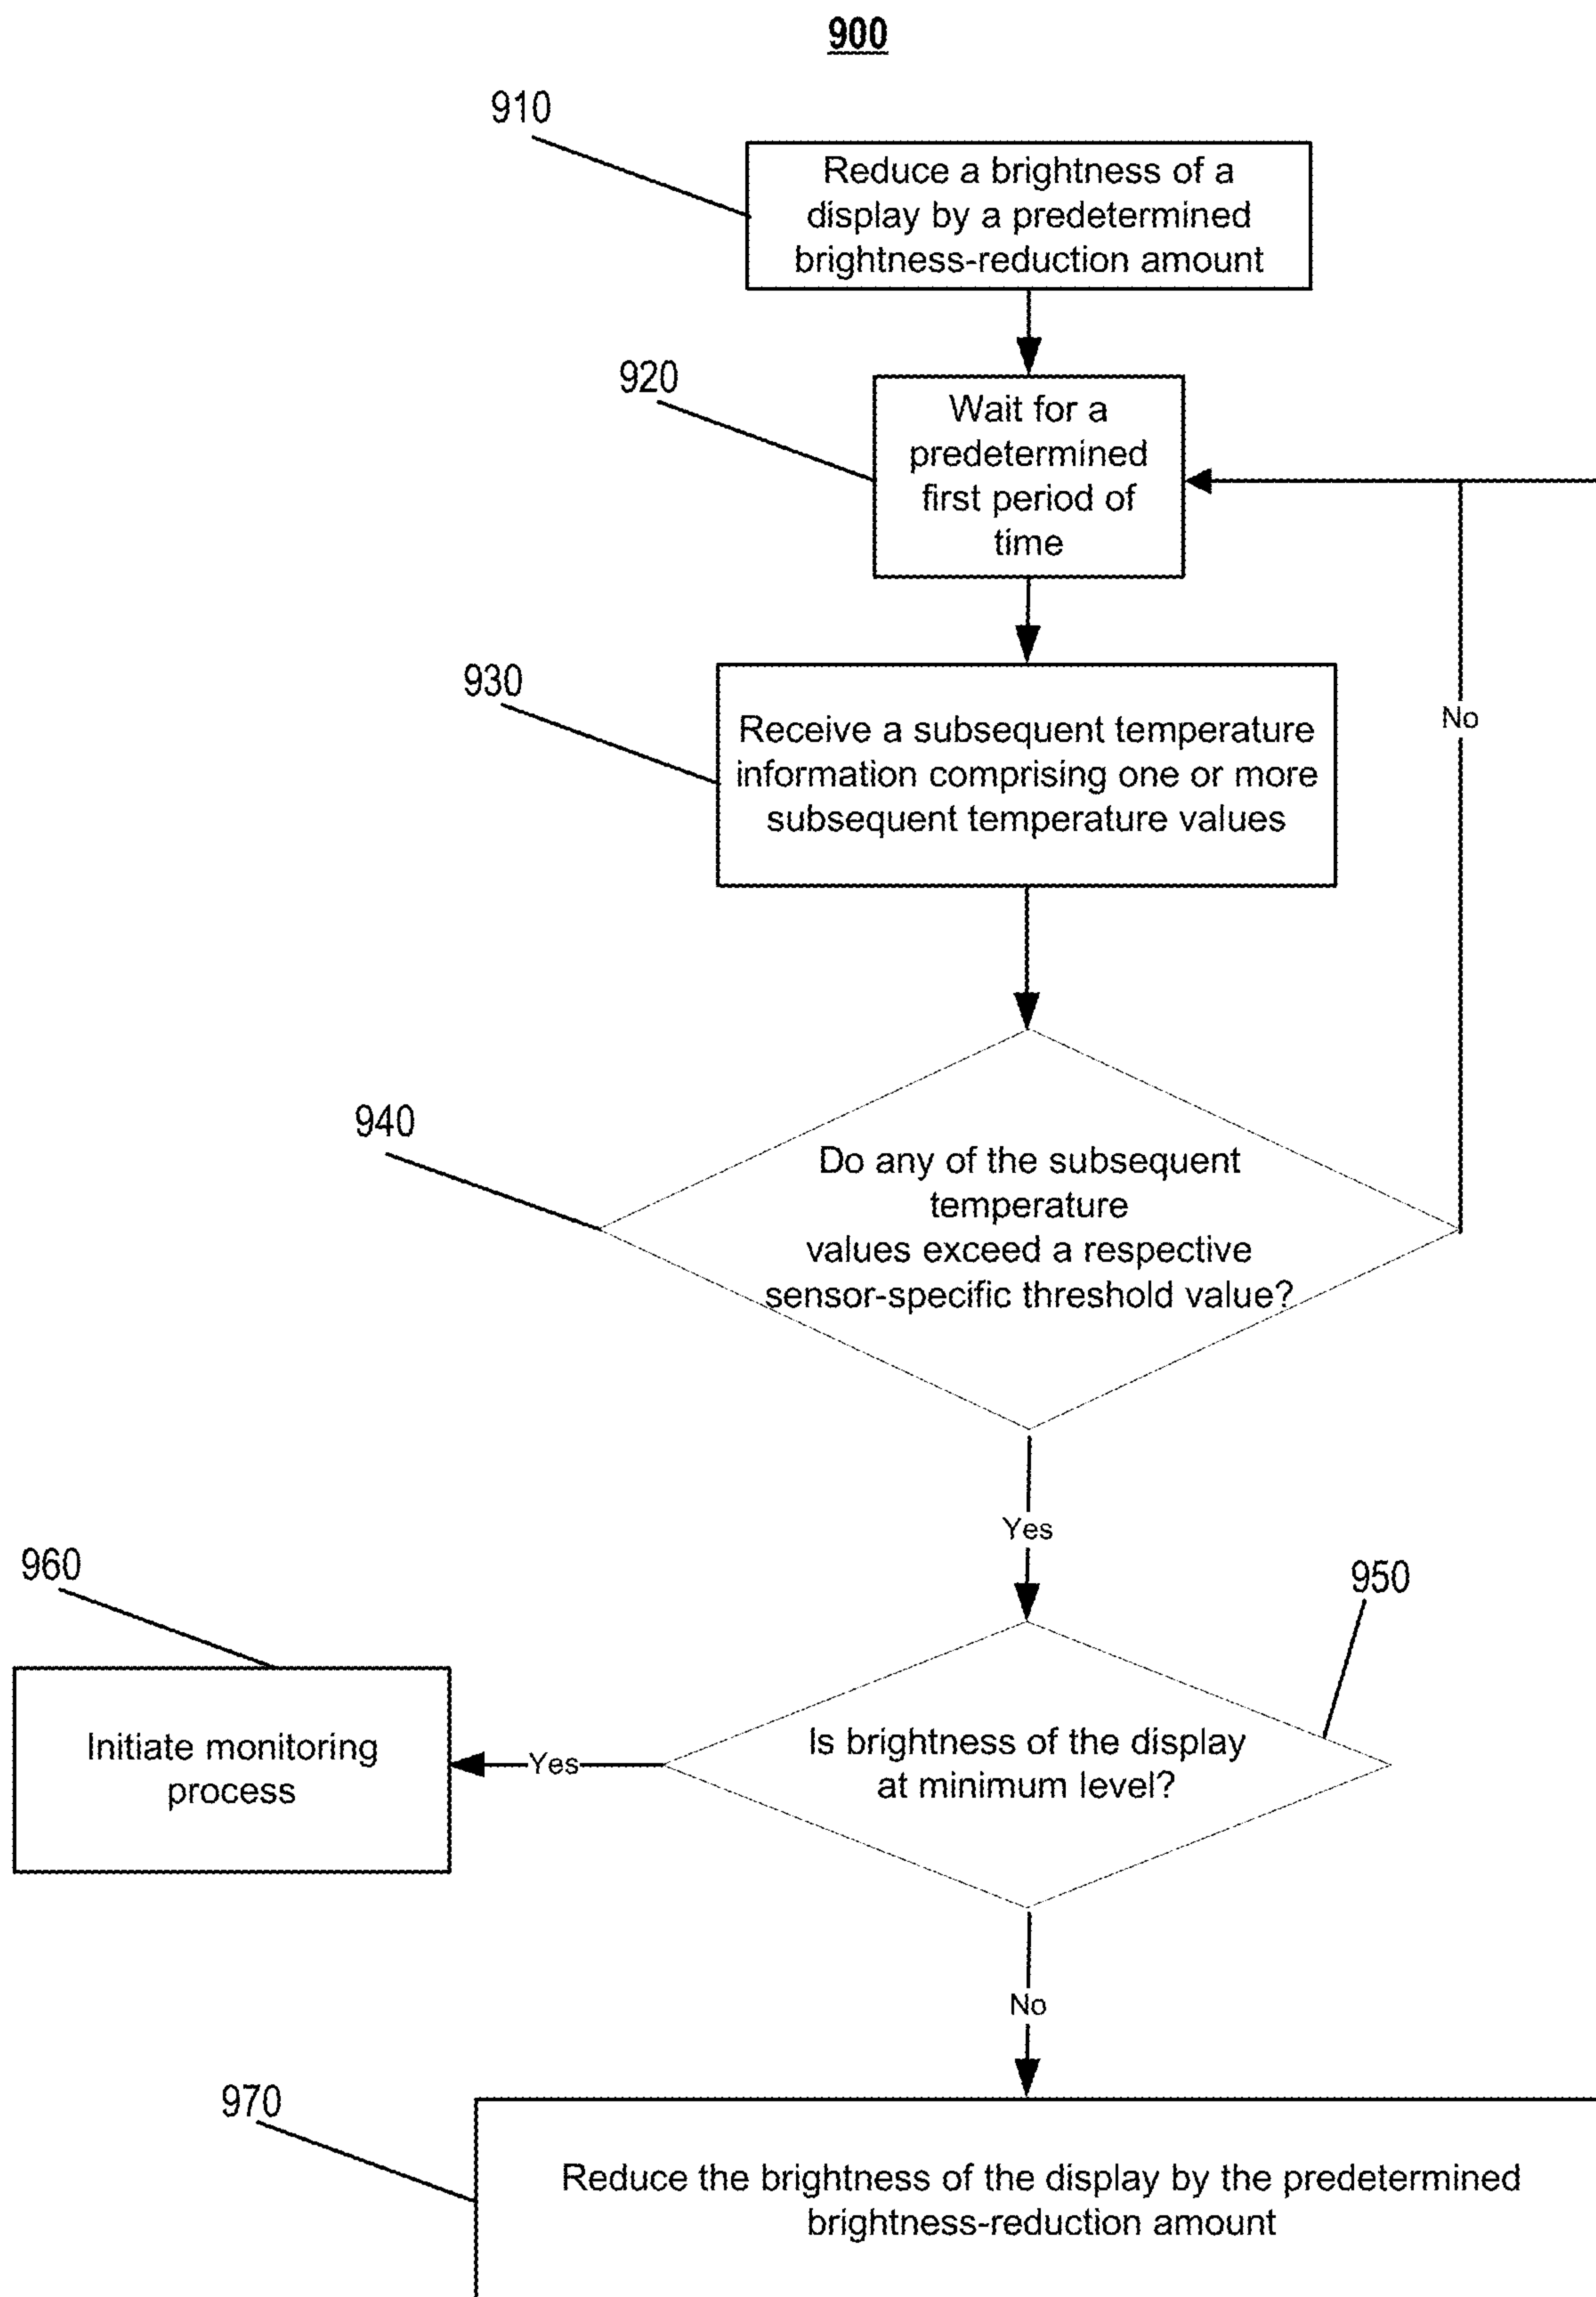 900
910
Reduce a brightness of a
display by a predetermined
brightness-reduction amount
920
Wait for a
predetermined
first period of
time
930
Receive a subsequent temperature
information comprising one or more
subsequent temperature values
No
940
Do any of the subsequent
temperature
values exceed a respective
sensor-specific threshold value?
Yes
960
950
Initiate monitoring
process
Yes
Is brightness of the display
at minimum level?
No
970
Reduce the brightness of the display by the predetermined
brightness-reduction amount